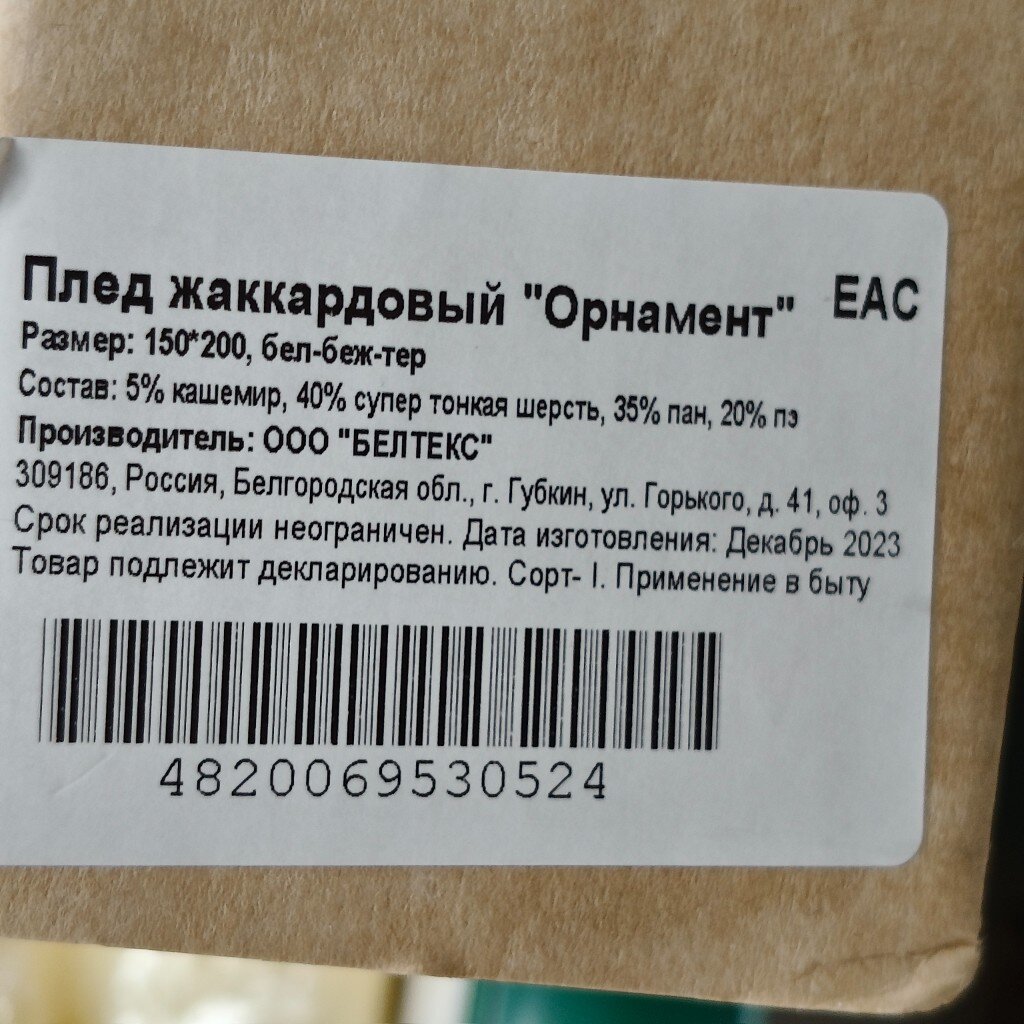 Плед жаккардовый "Орнамент" EAC
Размер: 150*200, бел-беж-тер
Состав: 5% кашемир, 40% супер тонкая шерсть, 35% пан, 20% пэ
Производитель: ООО "БЕЛТЕКС"
309186, Россия, Белгородская обл., г. Губкин, ул. Горького, д. 41, оф. 3
Срок реализации неограничен. Дата изготовления: Декабрь 2023
Товар подлежит декларированию. Сорт- I. Применение в быту
4820069530524